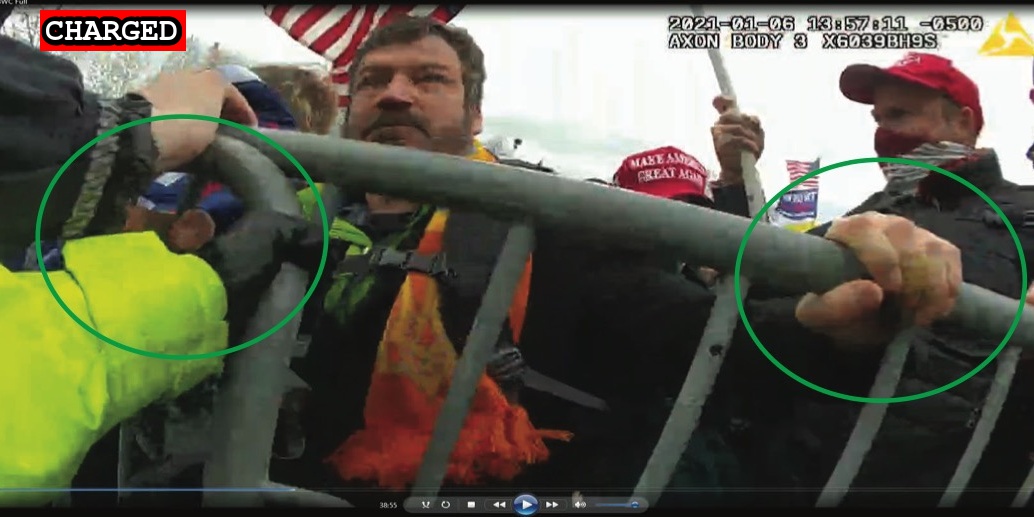 CHARGED
2021-01-06 13:57:11 -0500
AXON BODY 3 X6039BH9S
MAKE AMERICA
GREAT AGAIN
38:55